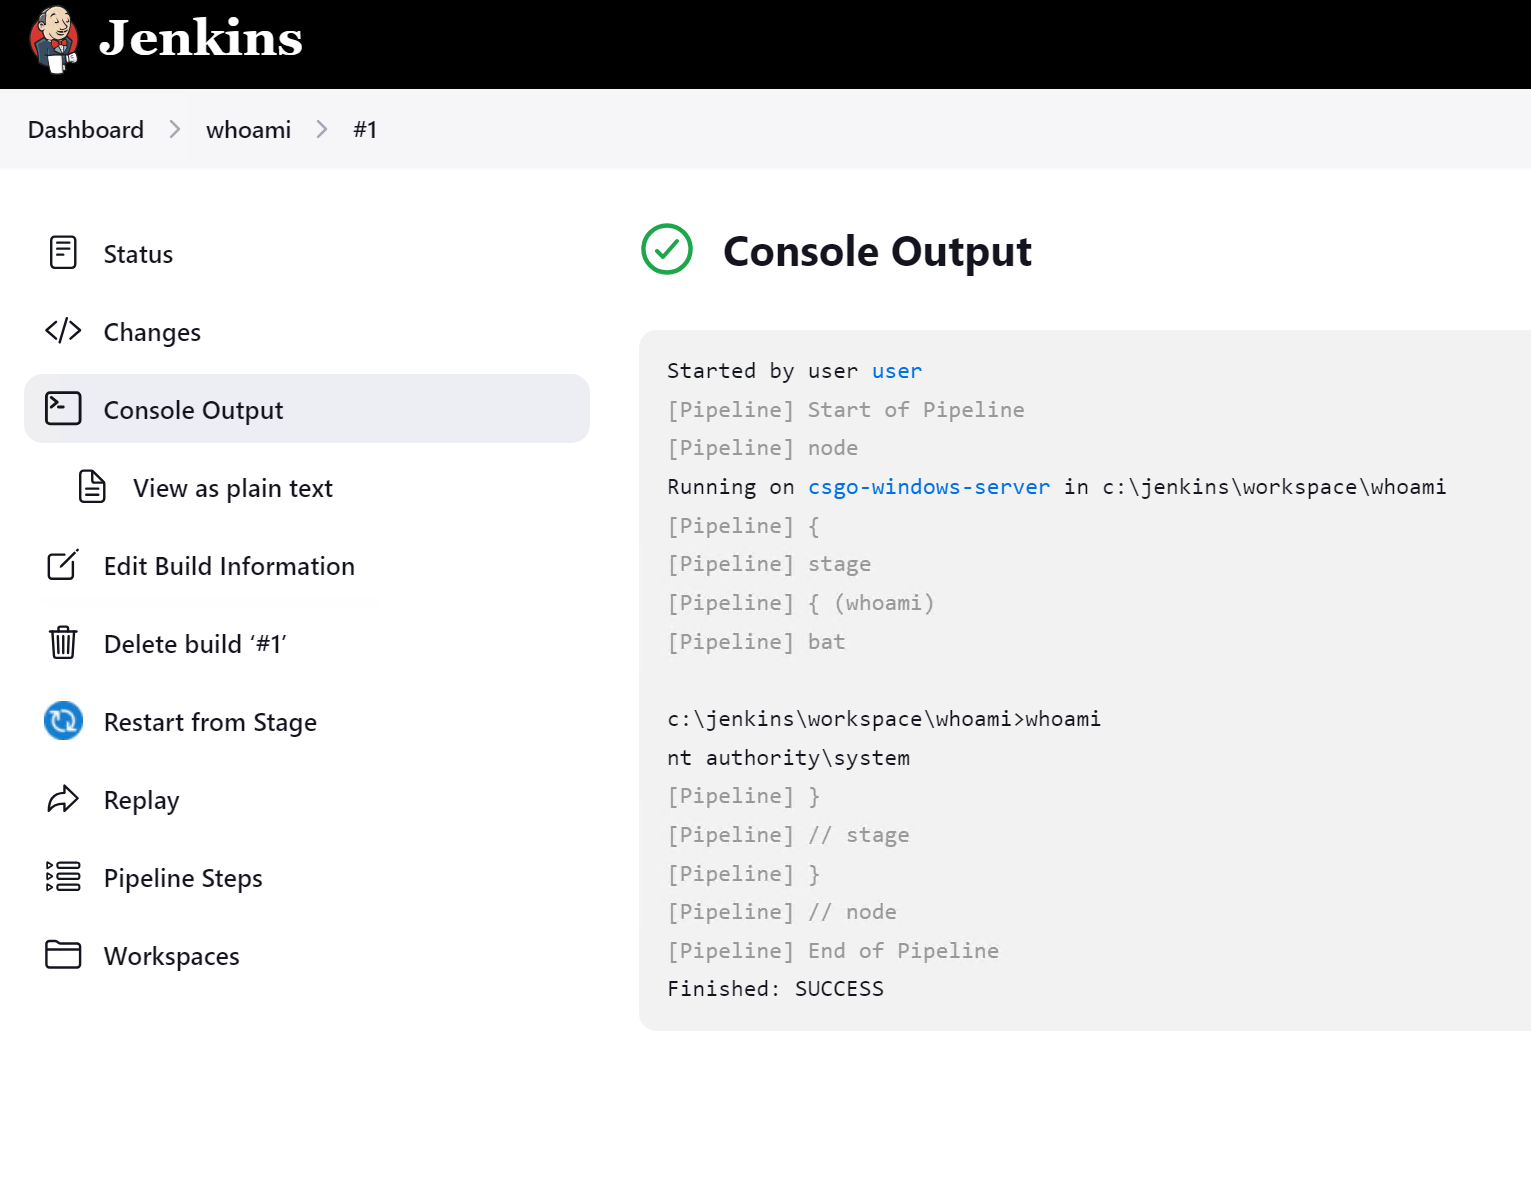 Jenkins
Dashboard > whoami > #1
Status
Changes
Console Output
View as plain text
Edit Build Information
Delete build ‘#1’
Restart from Stage
Replay
Pipeline Steps
Workspaces
Console Output
Started by user user
[Pipeline] Start of Pipeline
[Pipeline] node
Running on csgo-windows-server in c:\jenkins\workspace\whoami
[Pipeline] {
[Pipeline] stage
[Pipeline] { (whoami)
[Pipeline] bat
c:\jenkins\workspace\whoami>whoami
nt authority\system
[Pipeline] }
[Pipeline] // stage
[Pipeline] }
[Pipeline] // node
[Pipeline] End of Pipeline
Finished: SUCCESS